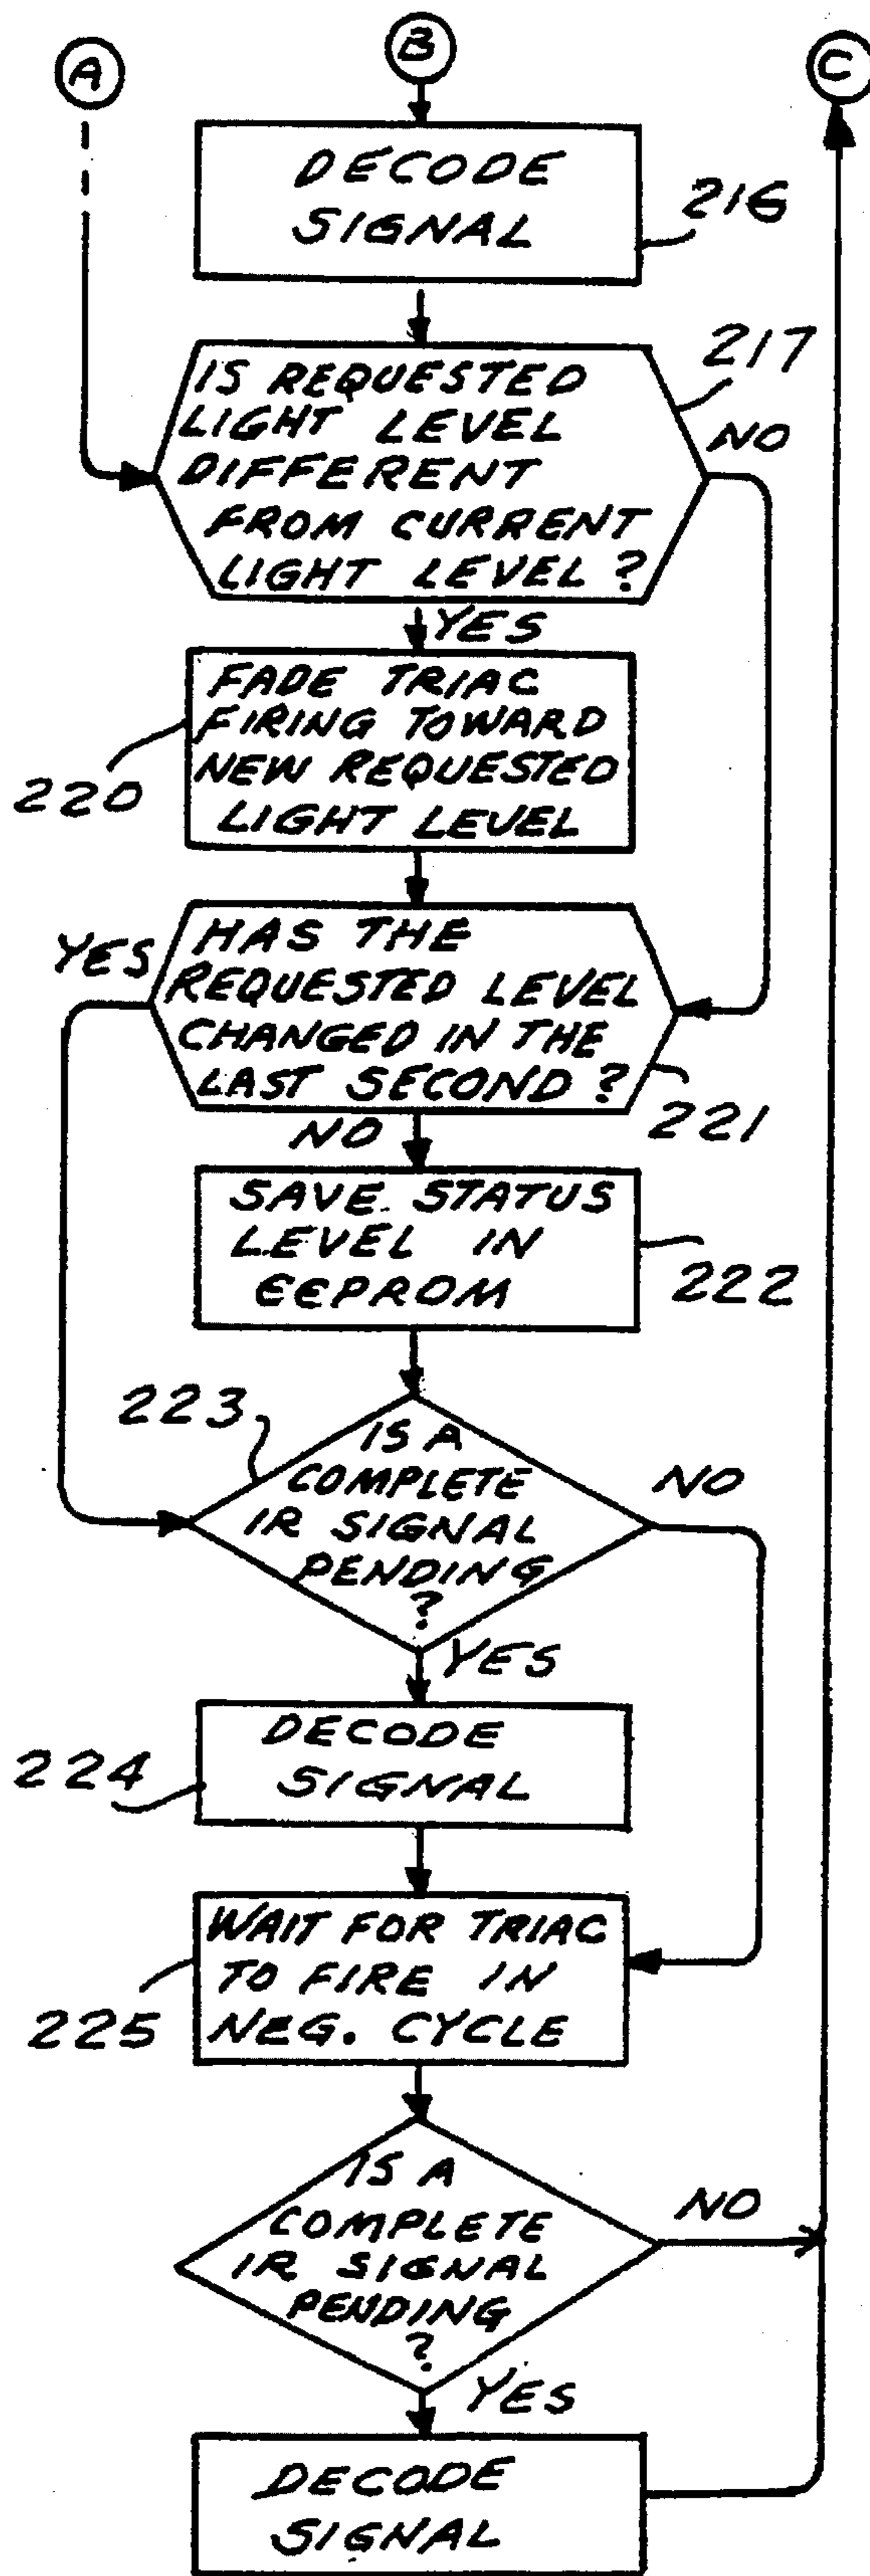 A
B
C
DECODE
SIGNAL
216
IS REQUESTED
LIGHT LEVEL
DIFFERENT
FROM CURRENT
LIGHT LEVEL ?
217
NO
YES
FADE TRIAC
FIRING TOWARD
NEW REQUESTED
LIGHT LEVEL
220
YES
HAS THE
REQUESTED LEVEL
CHANGED IN THE
LAST SECOND ?
221
NO
SAVE STATUS
LEVEL IN
EEPROM
222
223
IS A
COMPLETE
IR SIGNAL
PENDING
?
NO
YES
DECODE
SIGNAL
224
WAIT FOR TRIAC
TO FIRE IN
NEG. CYCLE
225
IS A
COMPLETE
IR SIGNAL
PENDING
?
NO
YES
DECODE
SIGNAL